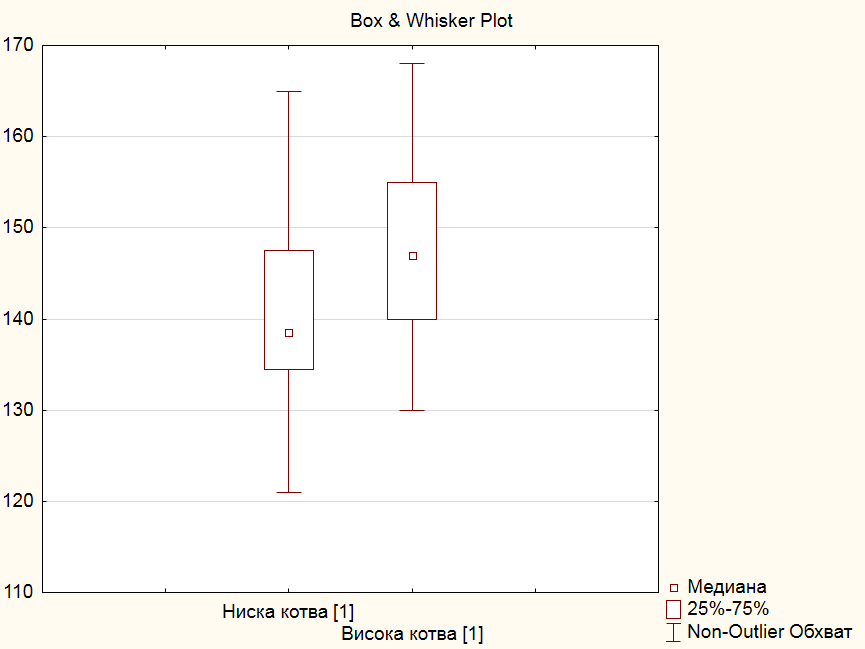 Box & Whisker Plot
170
160
150
140
130
120
110
Ниска котва [1]
Висока котва [1]
Медиана
25%-75%
Non-Outlier Обхват